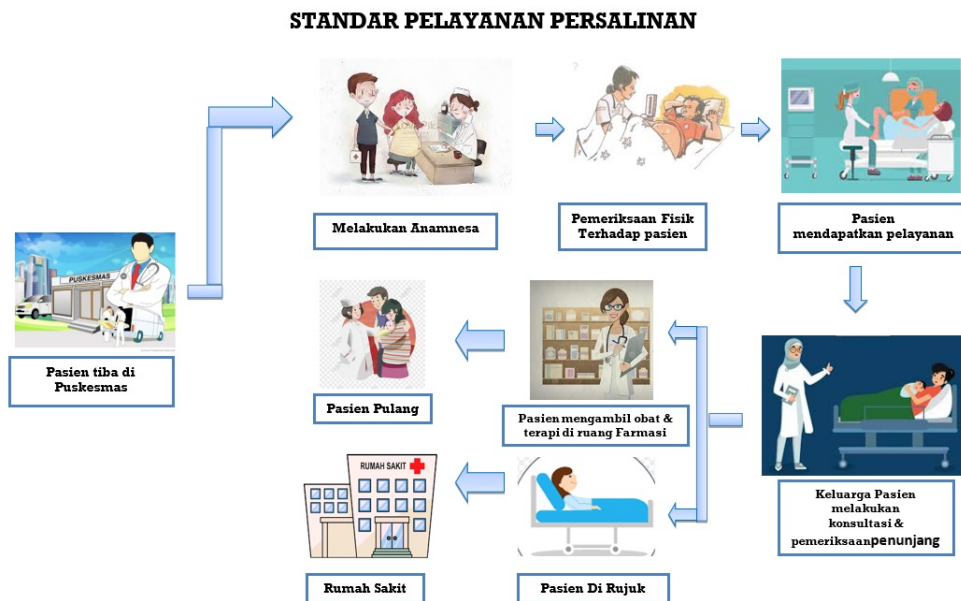 STANDAR PELAYANAN PERSALINAN
Melakukan Anamnesa
Pemeriksaan Fisik
Terhadap pasien
Pasien
mendapatkan pelayanan
PUSKESMAS
Pasien tiba di
Puskesmas
Pasien Pulang
Pasien mengambil obat &
terapi di ruang Farmasi
Keluarga Pasien
melakukan
konsultasi &
pemeriksaanpenunjang
RUMAH SAKIT
Rumah Sakit
Pasien Di Rujuk